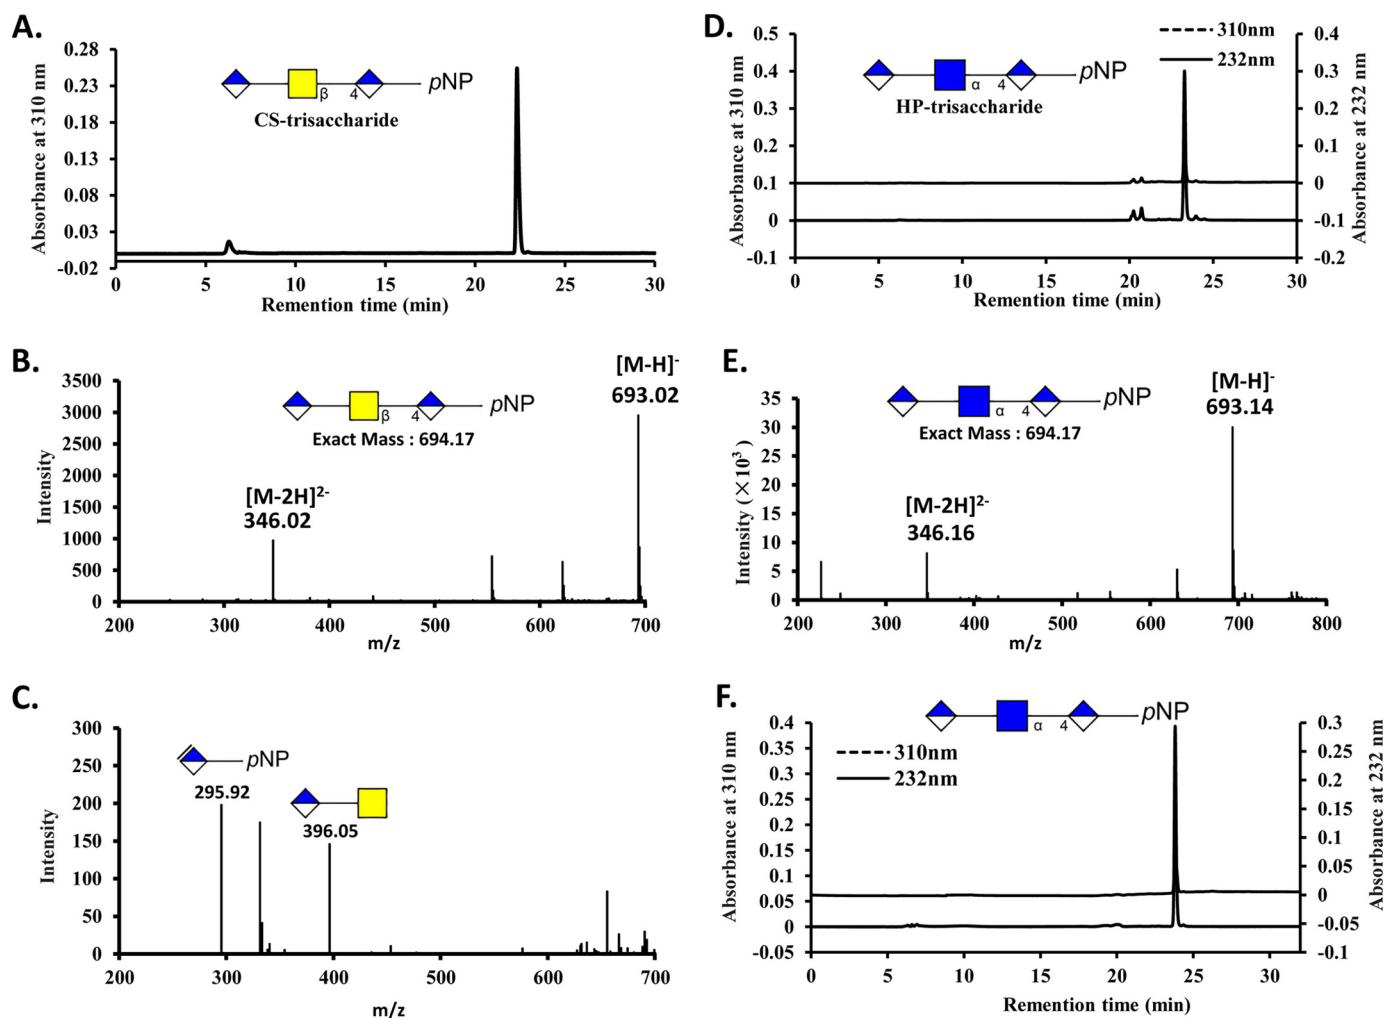 A.
0.28
0.23
0.18
0.13
0.08
0.03
-0.02
Absorbance at 310 nm
β
4
pNP
CS-trisaccharide
0
5
10
15
20
25
30
Remention time (min)
D.
0.5
0.4
0.3
0.2
0.1
0
-0.1
Absorbance at 310 nm
310nm
232nm
α
4
pNP
HP-trisaccharide
0.4
0.3
0.2
0.1
0
-0.1
-0.2
Absorbance at 232 nm
0
5
10
15
20
25
30
Remention time (min)
B.
3500
3000
2500
2000
1500
1000
500
0
Intensity
β
4
pNP
Exact Mass : 694.17
[M-H]-
693.02
[M-2H]2-
346.02
200
300
400
500
600
700
m/z
E.
35
30
25
20
15
10
5
0
Intensity (×103 )
α
4
pNP
Exact Mass : 694.17
[M-H]-
693.14
[M-2H]2-
346.16
200
300
400
500
600
700
800
m/z
C.
300
250
200
150
100
50
0
Intensity
pNP
295.92
396.05
200
300
400
500
600
700
m/z
F.
α
4
pNP
0.4
0.35
0.3
0.25
0.2
0.15
0.1
0.05
0
-0.05
Absorbance at 310 nm
310nm
232nm
0.3
0.25
0.2
0.15
0.1
0.05
0
-0.05
-0.1
Absorbance at 232 nm
0
10
20
30
Remention time (min)